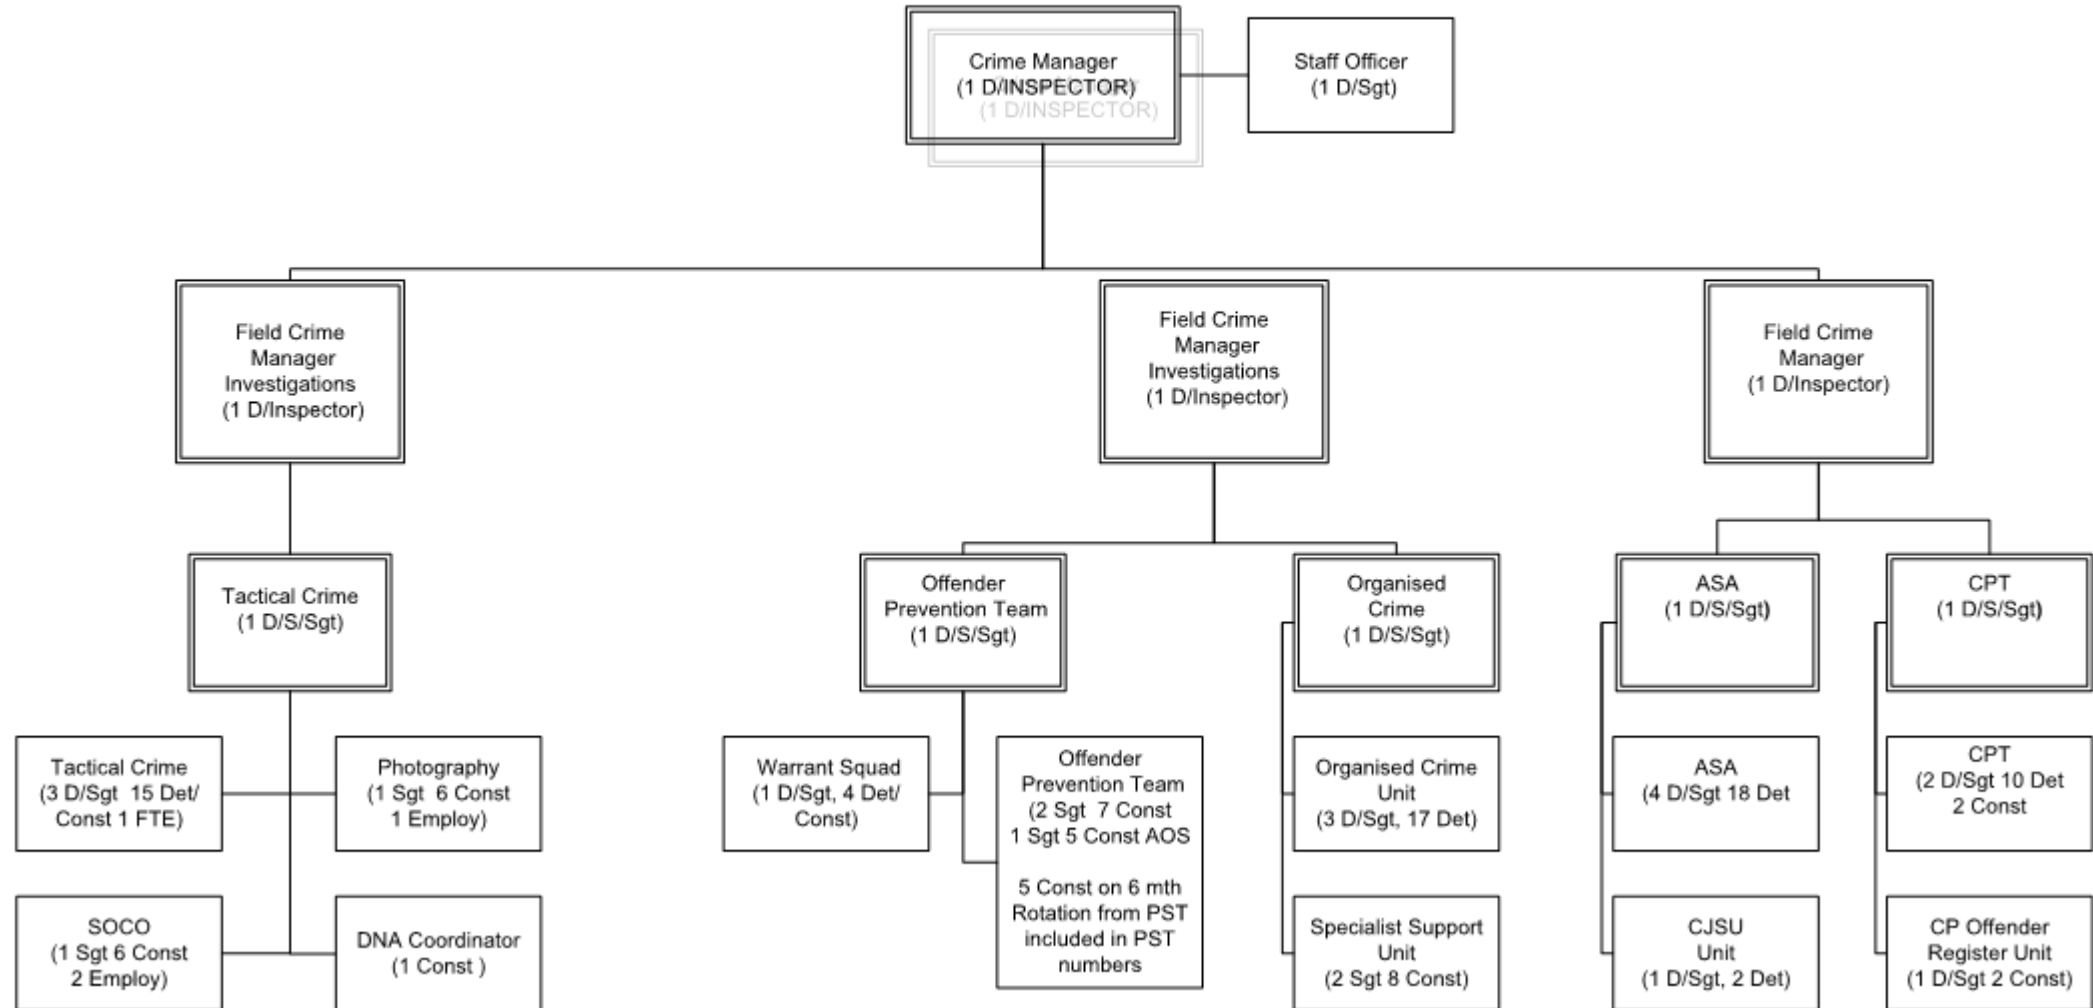 Crime Manager
(1 D/INSPECTOR)
(1 D/INSPECTOR)
Staff Officer
(1 D/Sgt)
Field Crime
Manager
Investigations
(1 D/Inspector)
Field Crime
Manager
Investigations
(1 D/Inspector)
Field Crime
Manager
(1 D/Inspector)
Tactical Crime
(1 D/S/Sgt)
Offender
Prevention Team
(1 D/S/Sgt)
Organised
Crime
(1 D/S/Sgt)
ASA
(1 D/S/Sgt)
CPT
(1 D/S/Sgt)
Tactical Crime
(3 D/Sgt 15 Det/
Const 1 FTE)
Photography
(1 Sgt 6 Const
1 Employ)
Warrant Squad
(1 D/Sgt, 4 Det/
Const)
Offender
Prevention Team
(2 Sgt 7 Const
1 Sgt 5 Const AOS
5 Const on 6 mth
Rotation from PST
included in PST
numbers
Organised Crime
Unit
(3 D/Sgt, 17 Det)
ASA
(4 D/Sgt 18 Det
CPT
(2 D/Sgt 10 Det
2 Const
SOCO
(1 Sgt 6 Const
2 Employ)
DNA Coordinator
(1 Const )
Specialist Support
Unit
(2 Sgt 8 Const)
CJSU
Unit
(1 D/Sgt, 2 Det)
CP Offender
Register Unit
(1 D/Sgt 2 Const)